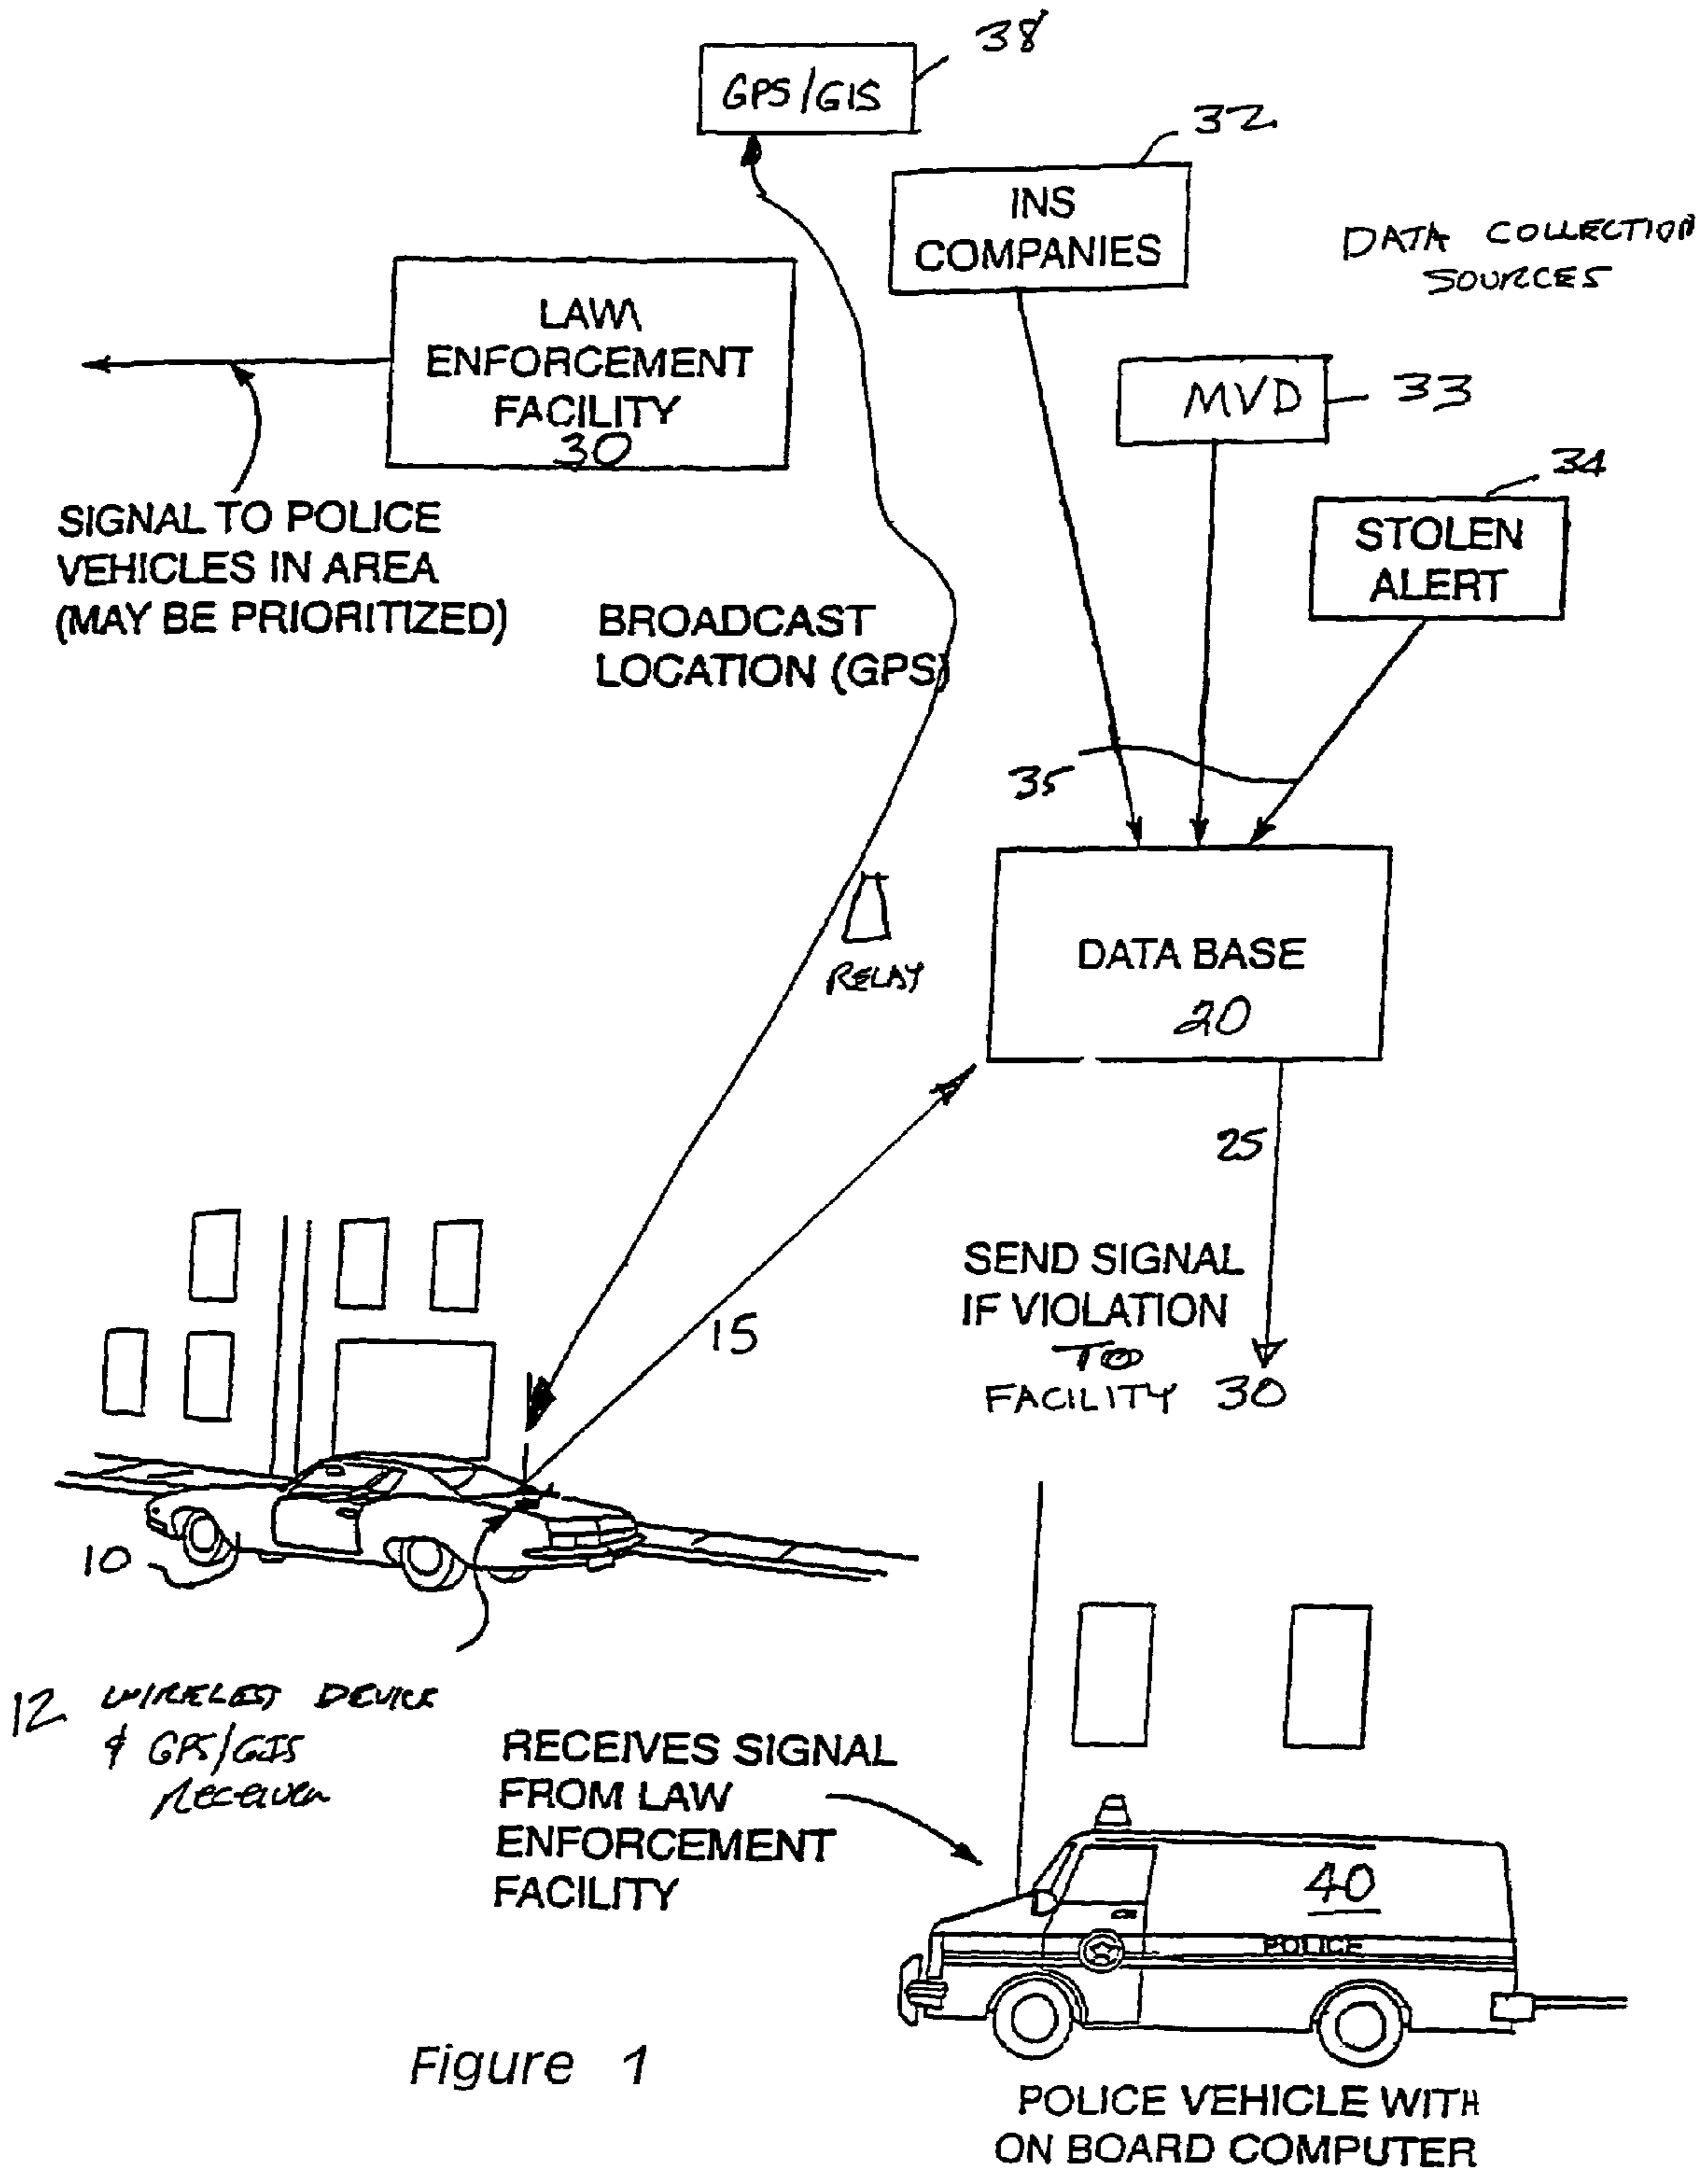 38
GPS/GIS
32
INS
COMPANIES
DATA COLLECTION
SOURCES
LAW
ENFORCEMENT
FACILITY
30
MVD
33
34
STOLEN
ALERT
SIGNAL TO POLICE
VEHICLES IN AREA
(MAY BE PRIORITIZED)
BROADCAST
LOCATION (GPS)
35
RELAY
DATA BASE
20
25
SEND SIGNAL
IF VIOLATION
TO
FACILITY 30
15
10
12 WIRELESS DEVICE
& GPS/GIS
RECEIVER
RECEIVES SIGNAL
FROM LAW
ENFORCEMENT
FACILITY
40
POLICE
Figure 1
POLICE VEHICLE WITH
ON BOARD COMPUTER